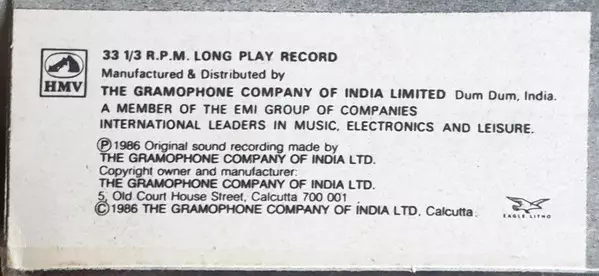 33 1/3 R.P.M. LONG PLAY RECORD
HMV
Manufactured & Distributed by
THE GRAMOPHONE COMPANY OF INDIA LIMITED Dum Dum, India.
A MEMBER OF THE EMI GROUP OF COMPANIES
INTERNATIONAL LEADERS IN MUSIC, ELECTRONICS AND LEISURE.
Ⓟ1986 Original sound recording made by
THE GRAMOPHONE COMPANY OF INDIA LTD.
Copyright owner and manufacturer:
THE GRAMOPHONE COMPANY OF INDIA LTD.
5, Old Court House Street, Calcutta 700 001
©1986 THE GRAMOPHONE COMPANY OF INDIA LTD. Calcutta.
EAGLE LITHO